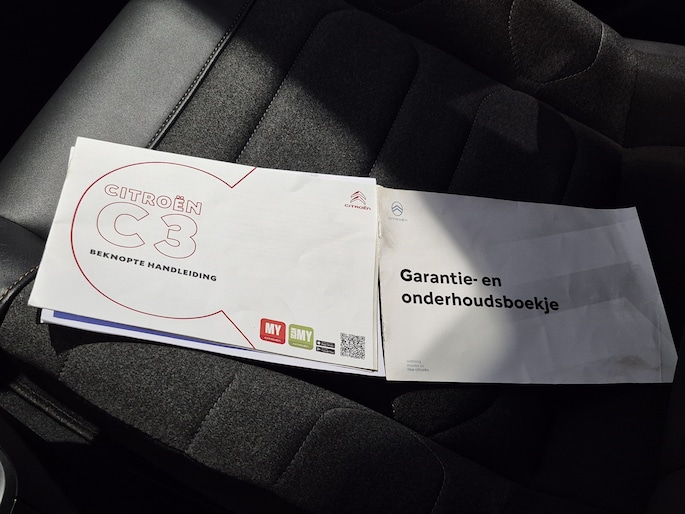 CITROËN
C3
BEKNOPTE HANDLEIDING
CITROËN
MY
MY
Garantie- en
onderhoudsboekje